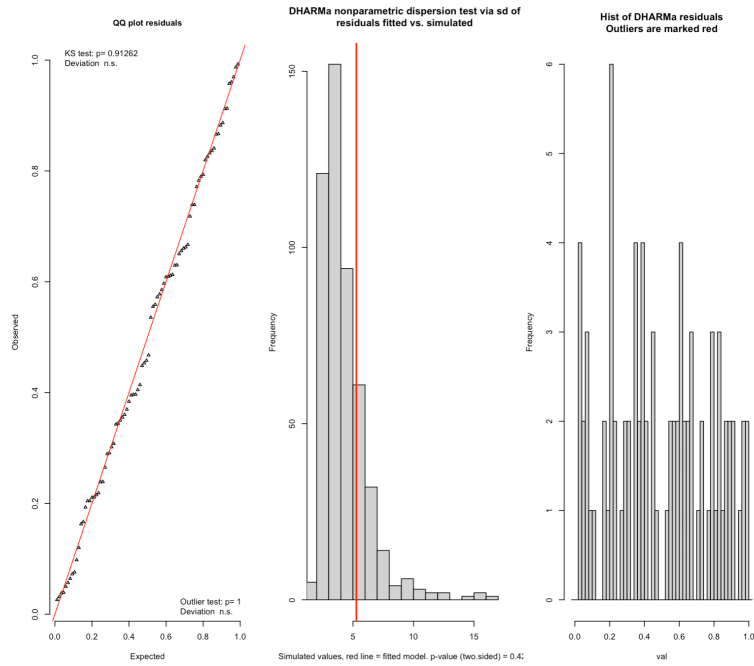 QQ plot residuals
KS test: p= 0.91262
Deviation n.s.
Outlier test: p= 1
Deviation n.s.
Observed
0.0
0.2
0.4
0.6
0.8
1.0
0.0 0.2 0.4 0.6 0.8 1.0
Expected
DHARMa nonparametric dispersion test via sd of
residuals fitted vs. simulated
Frequency
0
50
100
150
5 10 15
Simulated values, red line = fitted model. p-value (two.sided) = 0.42
Hist of DHARMa residuals
Outliers are marked red
Frequency
0
1
2
3
4
5
6
0.0 0.2 0.4 0.6 0.8 1.0
val